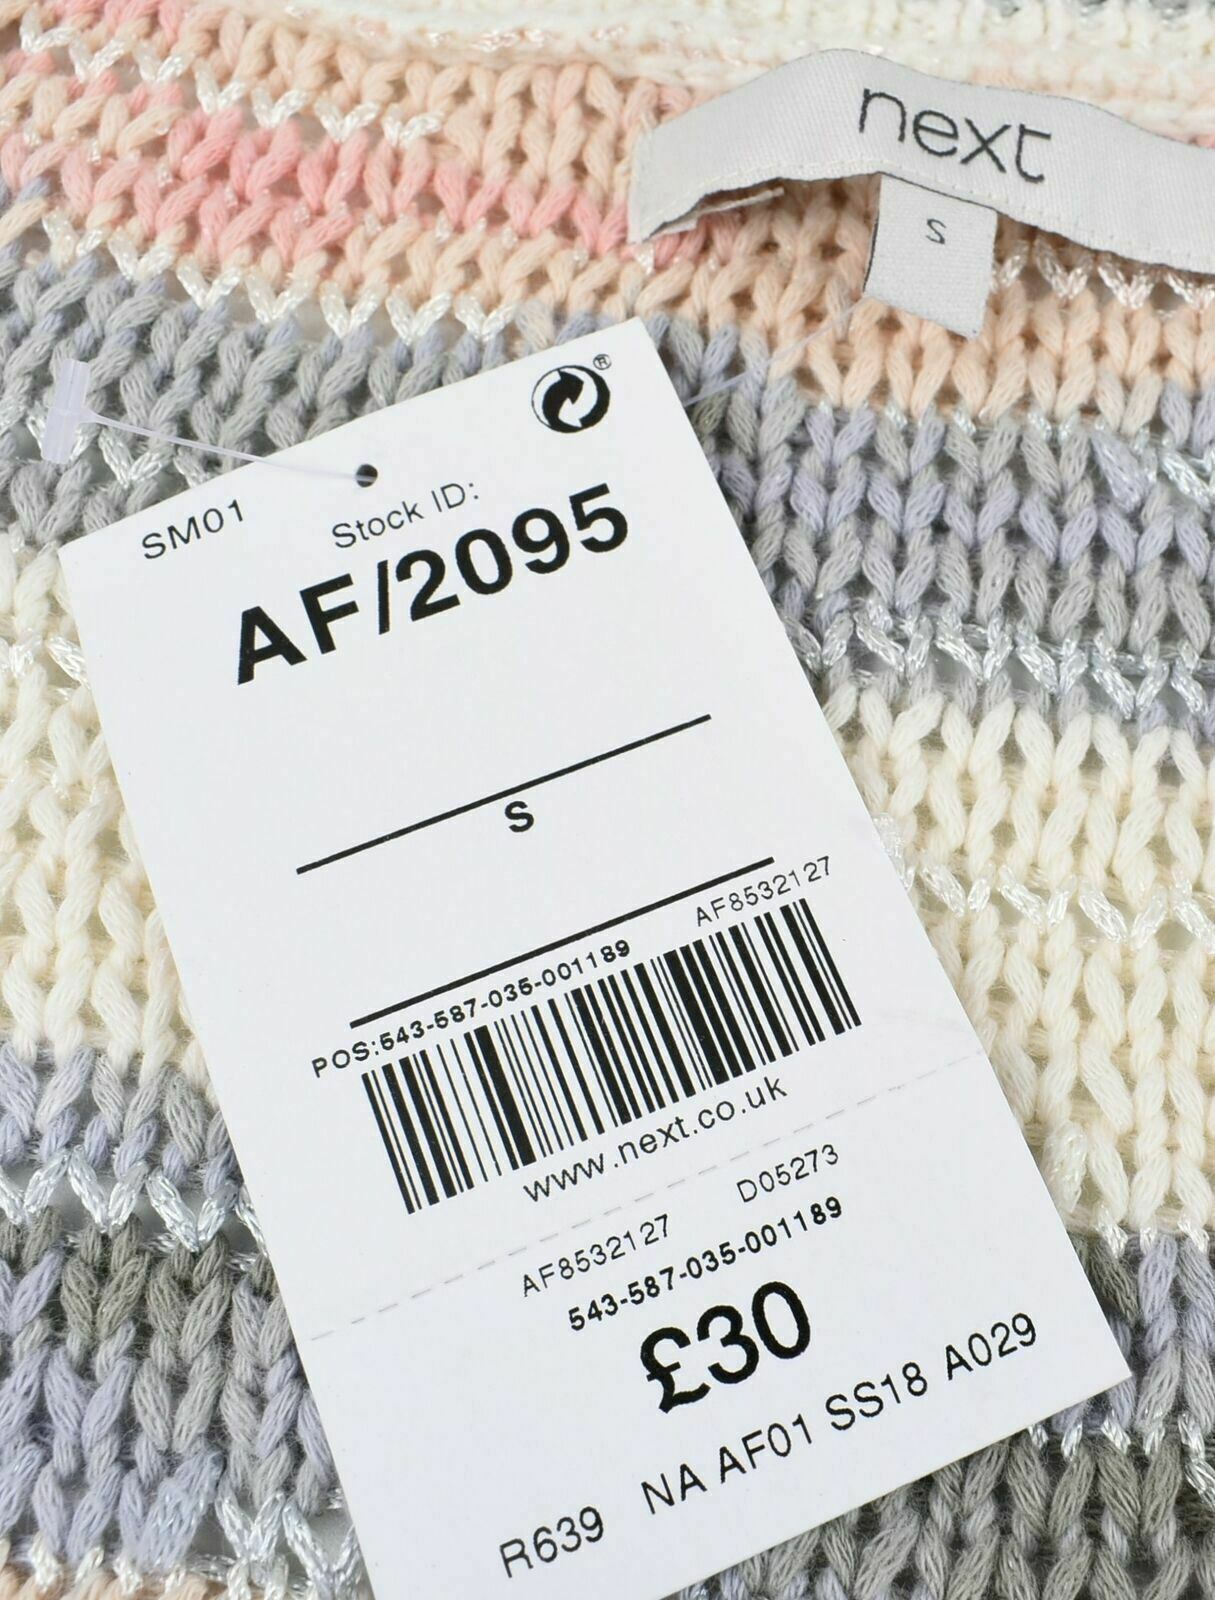 next
S
®
SM01
Stock ID:
AF/2095
S
AF8532127
POS:543-587-035-001189
www.next.co.uk
AF8532127 D05273
543-587-035-001189
£30
R639 NA AF01 SS18 A029